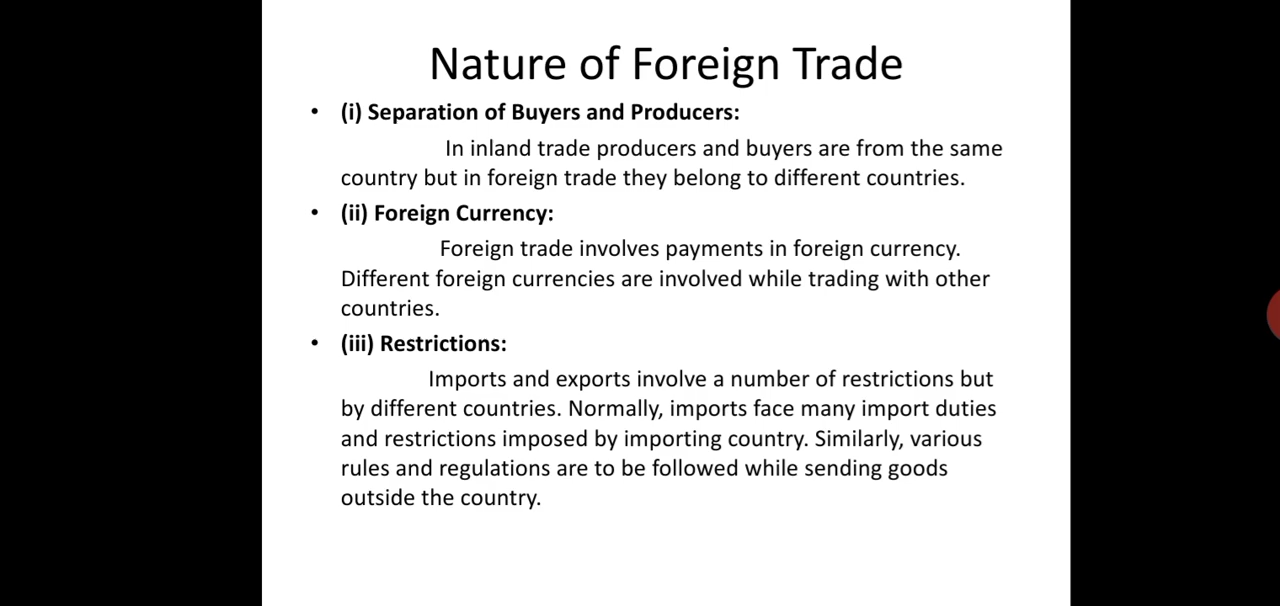 Nature of Foreign Trade
• (i) Separation of Buyers and Producers:
In inland trade producers and buyers are from the same
country but in foreign trade they belong to different countries.
• (ii) Foreign Currency:
Foreign trade involves payments in foreign currency.
Different foreign currencies are involved while trading with other
countries.
• (iii) Restrictions:
Imports and exports involve a number of restrictions but
by different countries. Normally, imports face many import duties
and restrictions imposed by importing country. Similarly, various
rules and regulations are to be followed while sending goods
outside the country.